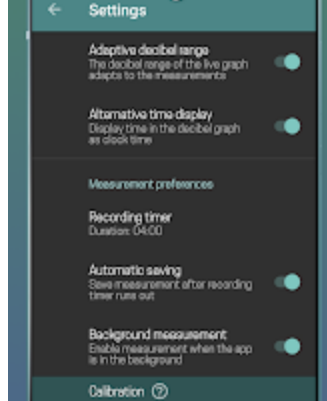 Settings
Adaptive decibel range
The decibel range of the live graph
adapts to the measurements
Alternative time display
Display time in the decibel graph
as clock time
Measurement preferences
Recording timer
Duration: 04:00
Automatic saving
Save measurement after recording
timer runs out
Background measurement
Enable measurement when the app
is in the background
Calibration ?